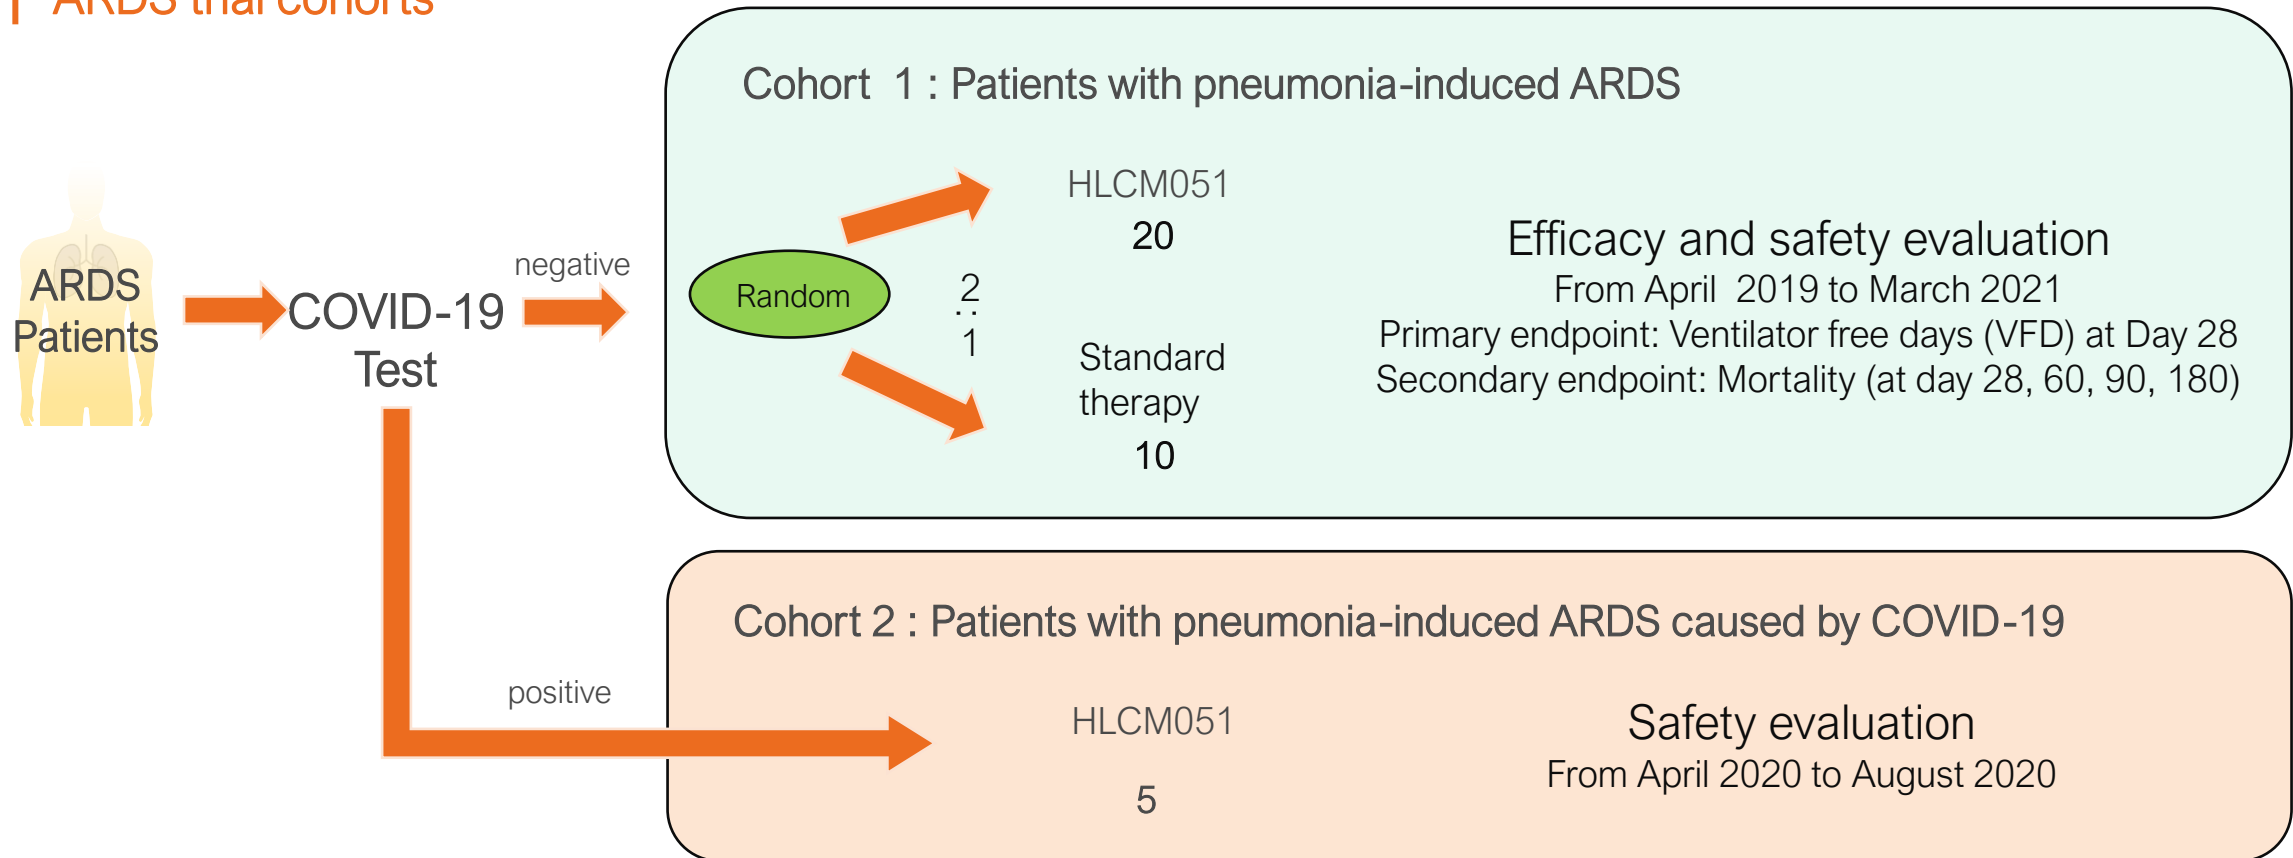 ARDS trial cohorts
Cohort 1 : Patients with pneumonia-induced ARDS
ARDS
Patients
COVID-19
Test
negative
Random
HLCM051
20
2
:
1
Standard
therapy
10
Efficacy and safety evaluation
From April 2019 to March 2021
Primary endpoint: Ventilator free days (VFD) at Day 28
Secondary endpoint: Mortality (at day 28, 60, 90, 180)
positive
Cohort 2 : Patients with pneumonia-induced ARDS caused by COVID-19
HLCM051
5
Safety evaluation
From April 2020 to August 2020